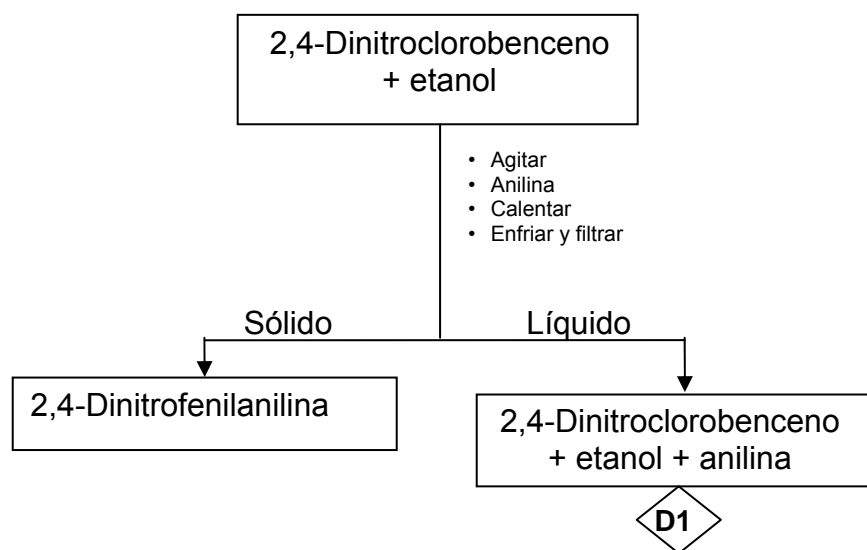 2,4-Dinitroclorobenceno
+ etanol
• Agitar
• Anilina
• Calentar
• Enfriar y filtrar
Sólido
Líquido
2,4-Dinitrofenilanilina
2,4-Dinitroclorobenceno
+ etanol + anilina
D1